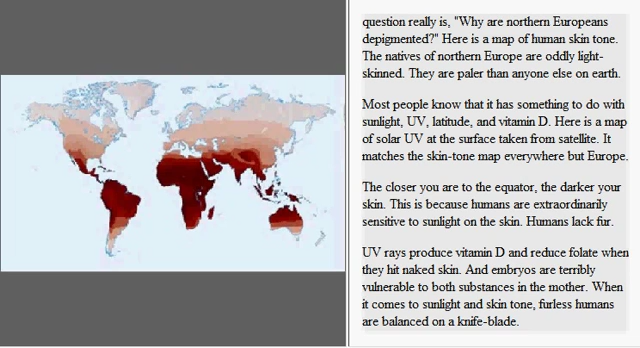 question really is, "Why are northern Europeans
depigmented?" Here is a map of human skin tone.
The natives of northern Europe are oddly light-
skinned. They are paler than anyone else on earth.
Most people know that it has something to do with
sunlight, UV, latitude, and vitamin D. Here is a map
of solar UV at the surface taken from satellite. It
matches the skin-tone map everywhere but Europe.
The closer you are to the equator, the darker your
skin. This is because humans are extraordinarily
sensitive to sunlight on the skin. Humans lack fur.
UV rays produce vitamin D and reduce folate when
they hit naked skin. And embryos are terribly
vulnerable to both substances in the mother. When
it comes to sunlight and skin tone, furless humans
are balanced on a knife-blade.